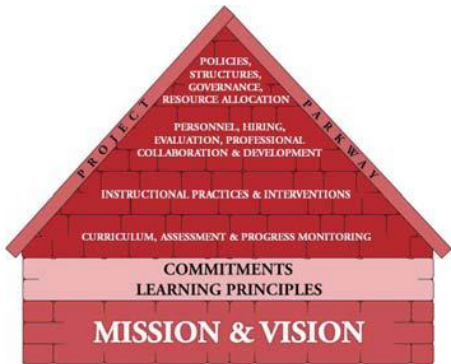 PROJECT
PARKWAY
POLICIES,
STRUCTURES,
GOVERNANCE,
RESOURCE ALLOCATION
PERSONNEL, HIRING,
EVALUATION, PROFESSIONAL
COLLABORATION & DEVELOPMENT
INSTRUCTIONAL PRACTICES & INTERVENTIONS
CURRICULUM, ASSESSMENT & PROGRESS MONITORING
COMMITMENTS
LEARNING PRINCIPLES
MISSION & VISION